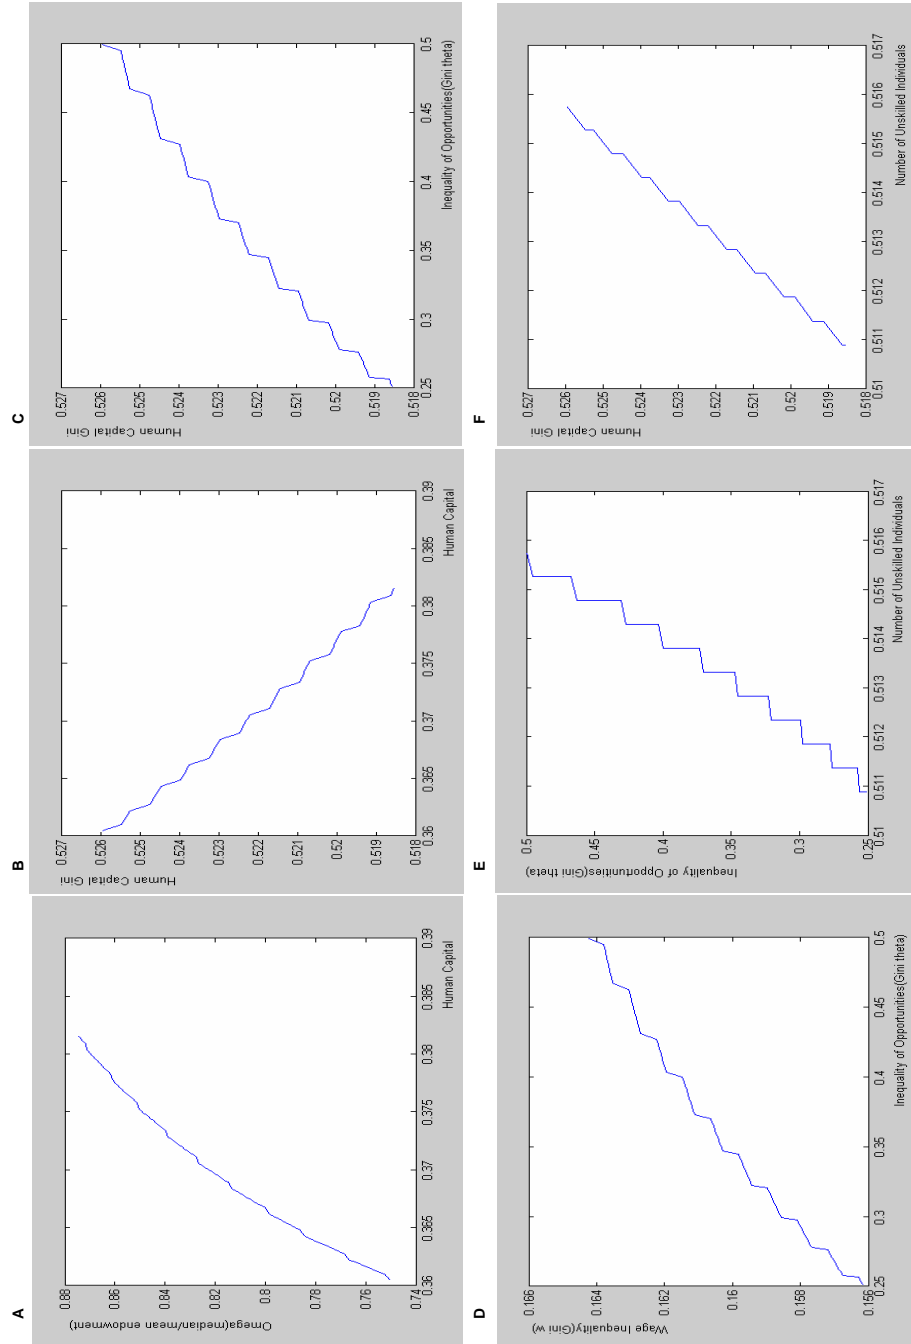 A
Omega(median/mean endowment)
0.88
0.86
0.84
0.82
0.8
0.78
0.76
0.74
0.36 0.365 0.37 0.375 0.38 0.385 0.39
Human Capital
B
Human Capital Gini
0.527
0.526
0.525
0.524
0.523
0.522
0.521
0.52
0.519
0.518
0.36 0.365 0.37 0.375 0.38 0.385 0.39
Human Capital
C
Human Capital Gini
0.527
0.526
0.525
0.524
0.523
0.522
0.521
0.52
0.519
0.518
0.25 0.3 0.35 0.4 0.45 0.5
Inequality of Opportunities(Gini theta)
D
Wage Inequality(Gini w)
0.166
0.164
0.162
0.16
0.158
0.156
0.25 0.3 0.35 0.4 0.45 0.5
Inequality of Opportunities(Gini theta)
E
Inequality of Opportunities(Gini theta)
0.5
0.45
0.4
0.35
0.3
0.25
0.51 0.511 0.512 0.513 0.514 0.515 0.516 0.517
Number of Unskilled Individuals
F
Human Capital Gini
0.527
0.526
0.525
0.524
0.523
0.522
0.521
0.52
0.519
0.518
0.51 0.511 0.512 0.513 0.514 0.515 0.516 0.517
Number of Unskilled Individuals